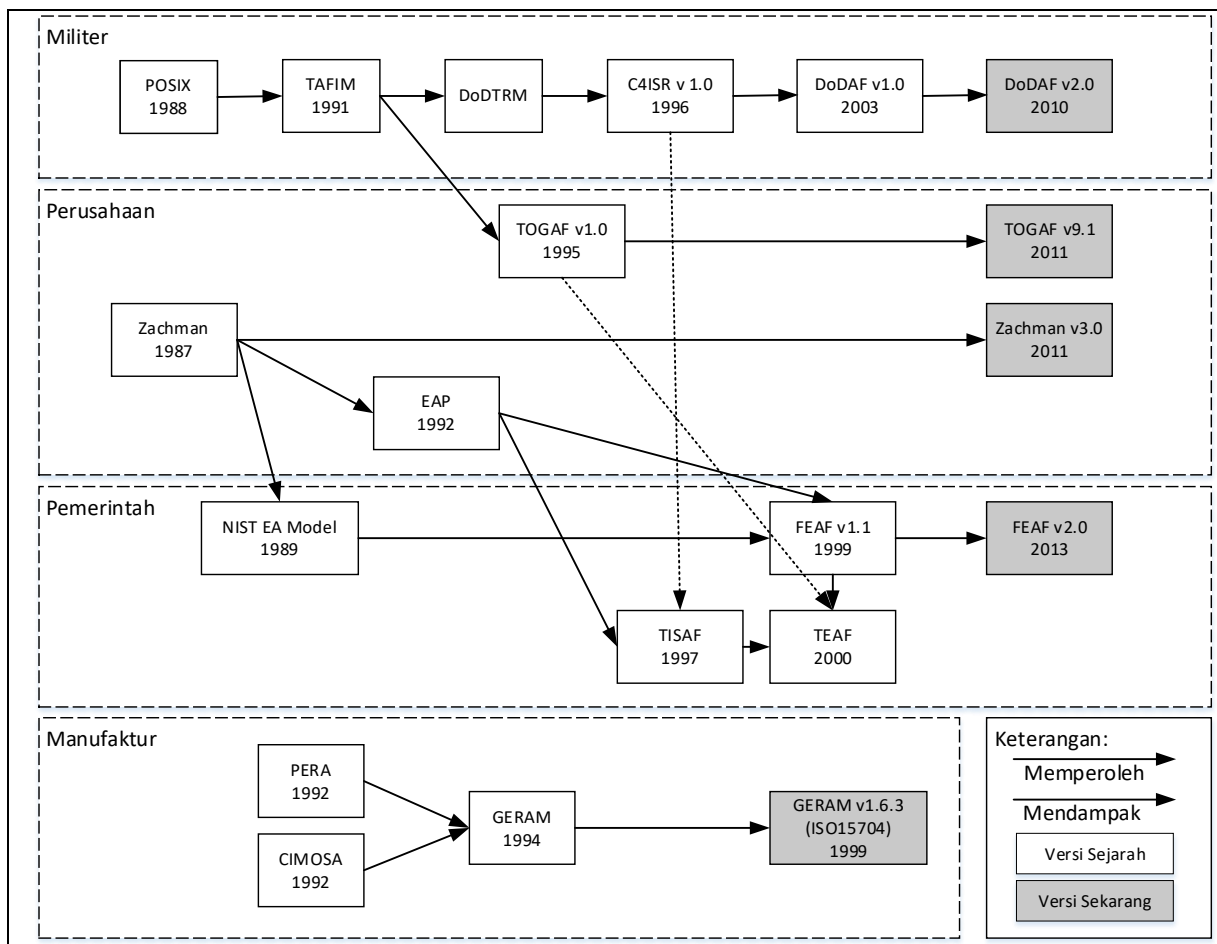 Militer
POSIX
1988
TAFIM
1991
DoDTRM
C4ISR v 1.0
1996
DoDAF v1.0
2003
DoDAF v2.0
2010
Perusahaan
TOGAF v1.0
1995
TOGAF v9.1
2011
Zachman
1987
Zachman v3.0
2011
EAP
1992
Pemerintah
NIST EA Model
1989
FEAF v1.1
1999
FEAF v2.0
2013
TISAF
1997
TEAF
2000
Manufaktur
PERA
1992
CIMOSA
1992
GERAM
1994
GERAM v1.6.3
(ISO15704)
1999
Keterangan:
Memperoleh
Mendampak
Versi Sejarah
Versi Sekarang